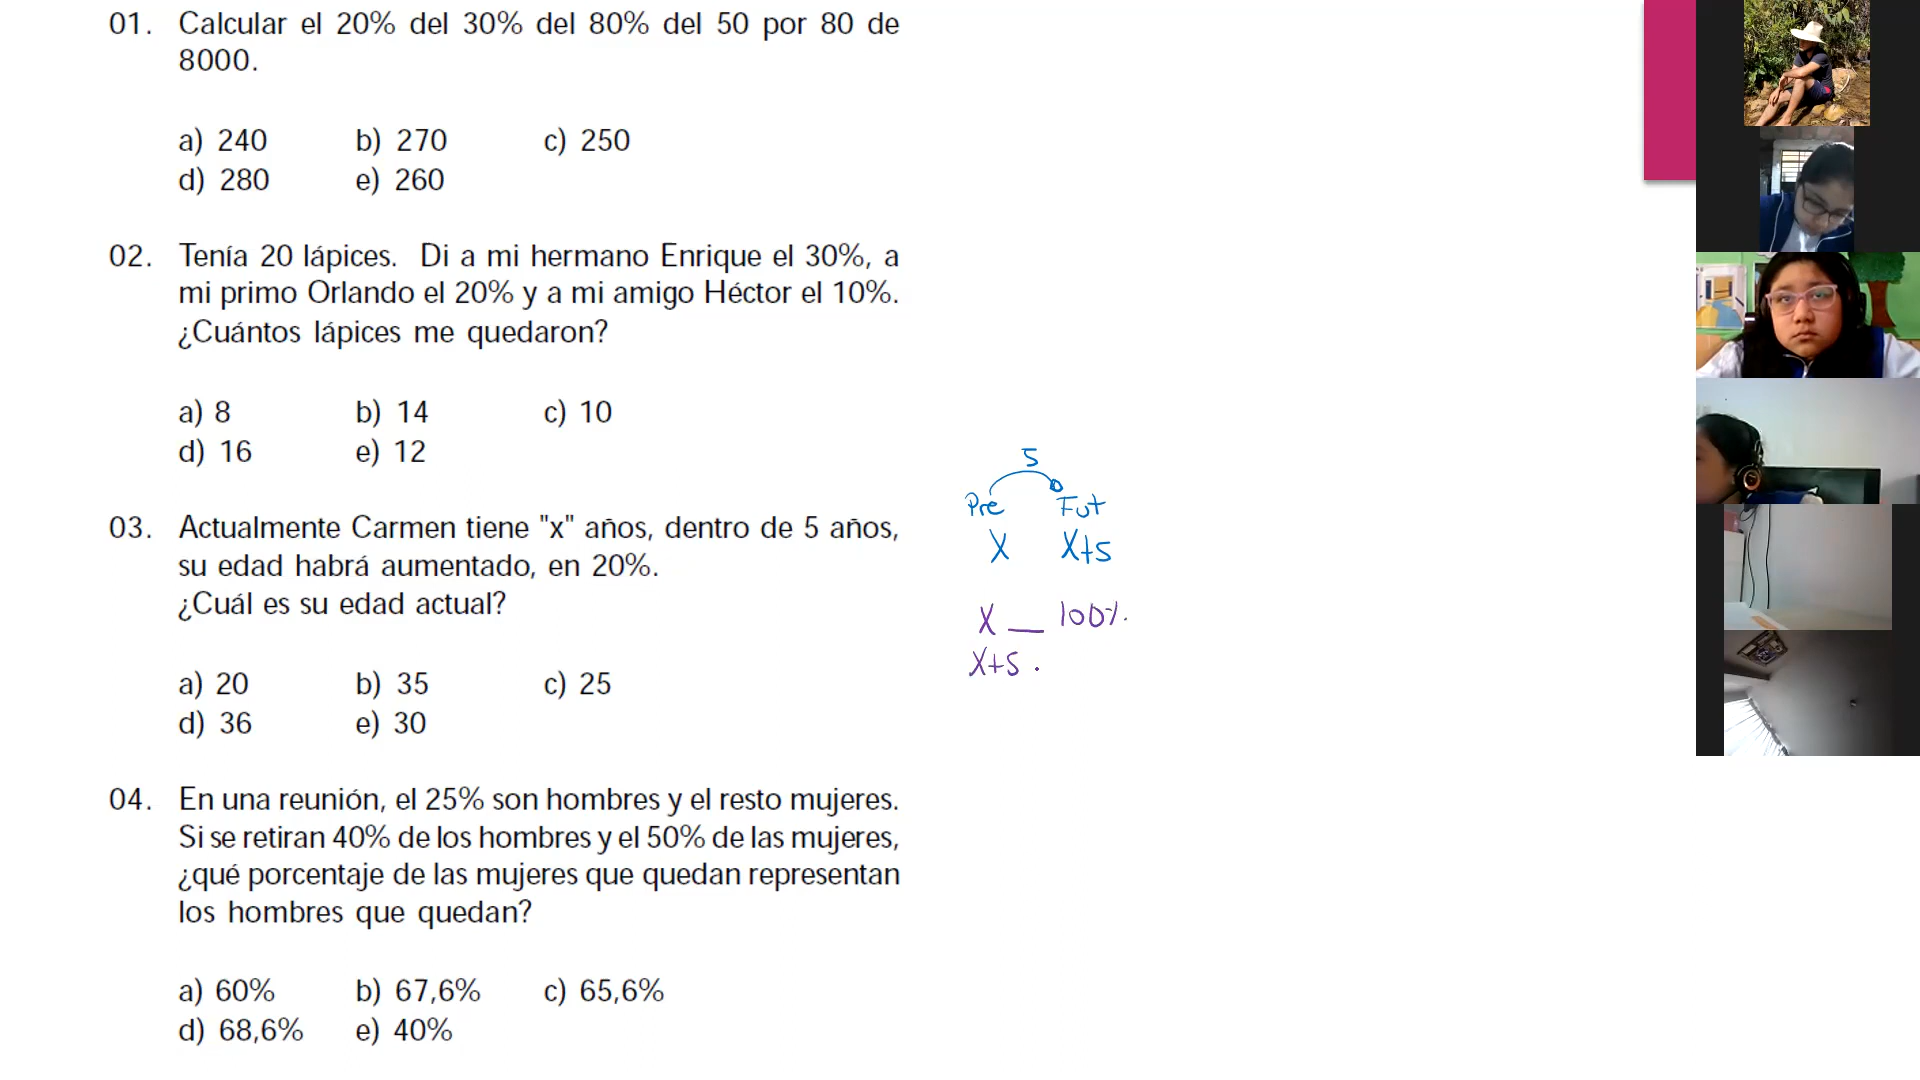 01. Calcular el 20% del 30% del 80% del 50 por 80 de
8000.
a) 240 b) 270 c) 250
d) 280 e) 260
02. Tenía 20 lápices. Di a mi hermano Enrique el 30%, a
mi primo Orlando el 20% y a mi amigo Héctor el 10%.
¿Cuántos lápices me quedaron?
a) 8 b) 14 c) 10
d) 16 e) 12
03. Actualmente Carmen tiene "x" años, dentro de 5 años,
su edad habrá aumentado, en 20%.
¿Cuál es su edad actual?
a) 20 b) 35 c) 25
d) 36 e) 30
04. En una reunión, el 25% son hombres y el resto mujeres.
Si se retiran 40% de los hombres y el 50% de las mujeres,
¿qué porcentaje de las mujeres que quedan representan
los hombres que quedan?
a) 60% b) 67,6% c) 65,6%
d) 68,6% e) 40%
5
Pre Fut
X X+5
X — 100%
X+5